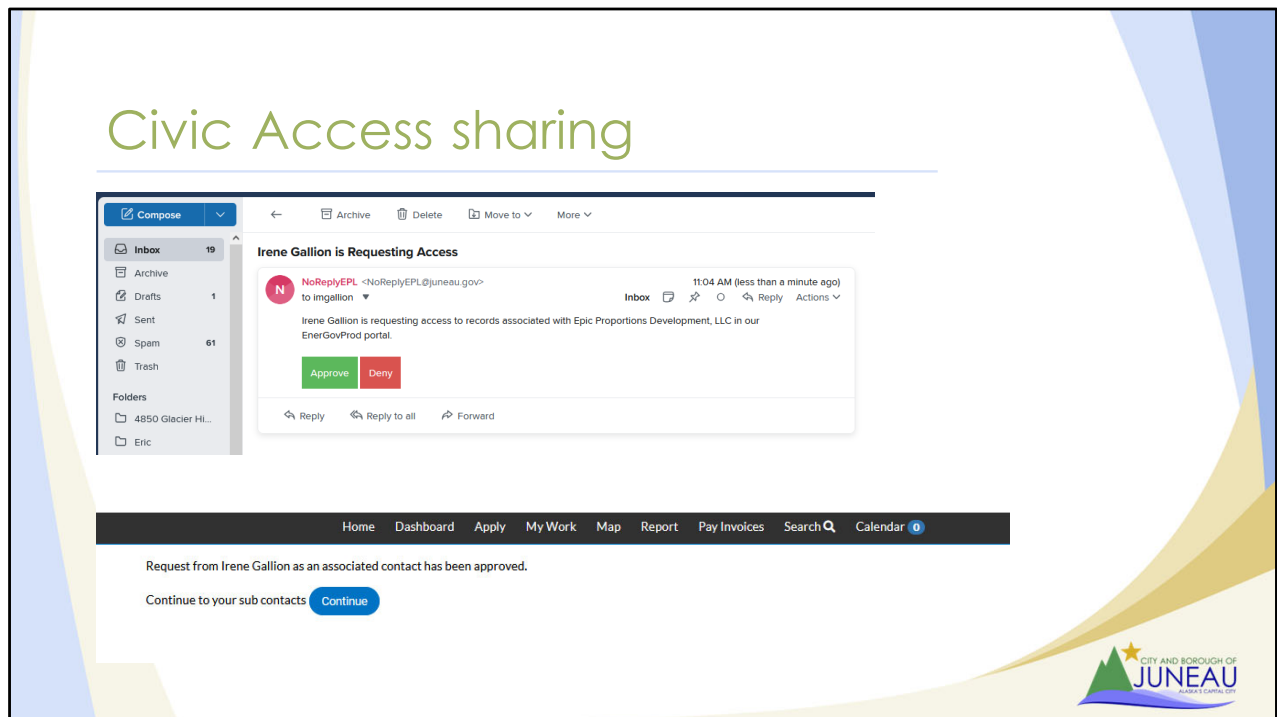 Civic Access sharing
Compose
Archive Delete Move to More
Inbox 19
Archive
Drafts 1
Sent
Spam 61
Trash
Folders
4850 Glacier Hi...
Eric
Irene Gallion is Requesting Access
N
NoReplyEPL <NoReplyEPL@juneau.gov> 11:04 AM (less than a minute ago)
to imgallion Inbox Reply Actions
Irene Gallion is requesting access to records associated with Epic Proportions Development, LLC in our
EnerGovProd portal.
Approve Deny
Reply Reply to all Forward
Home Dashboard Apply My Work Map Report Pay Invoices Search Calendar 0
Request from Irene Gallion as an associated contact has been approved.
Continue to your sub contacts Continue
CITY AND BOROUGH OF
JUNEAU
ALASKA'S CAPITAL CITY